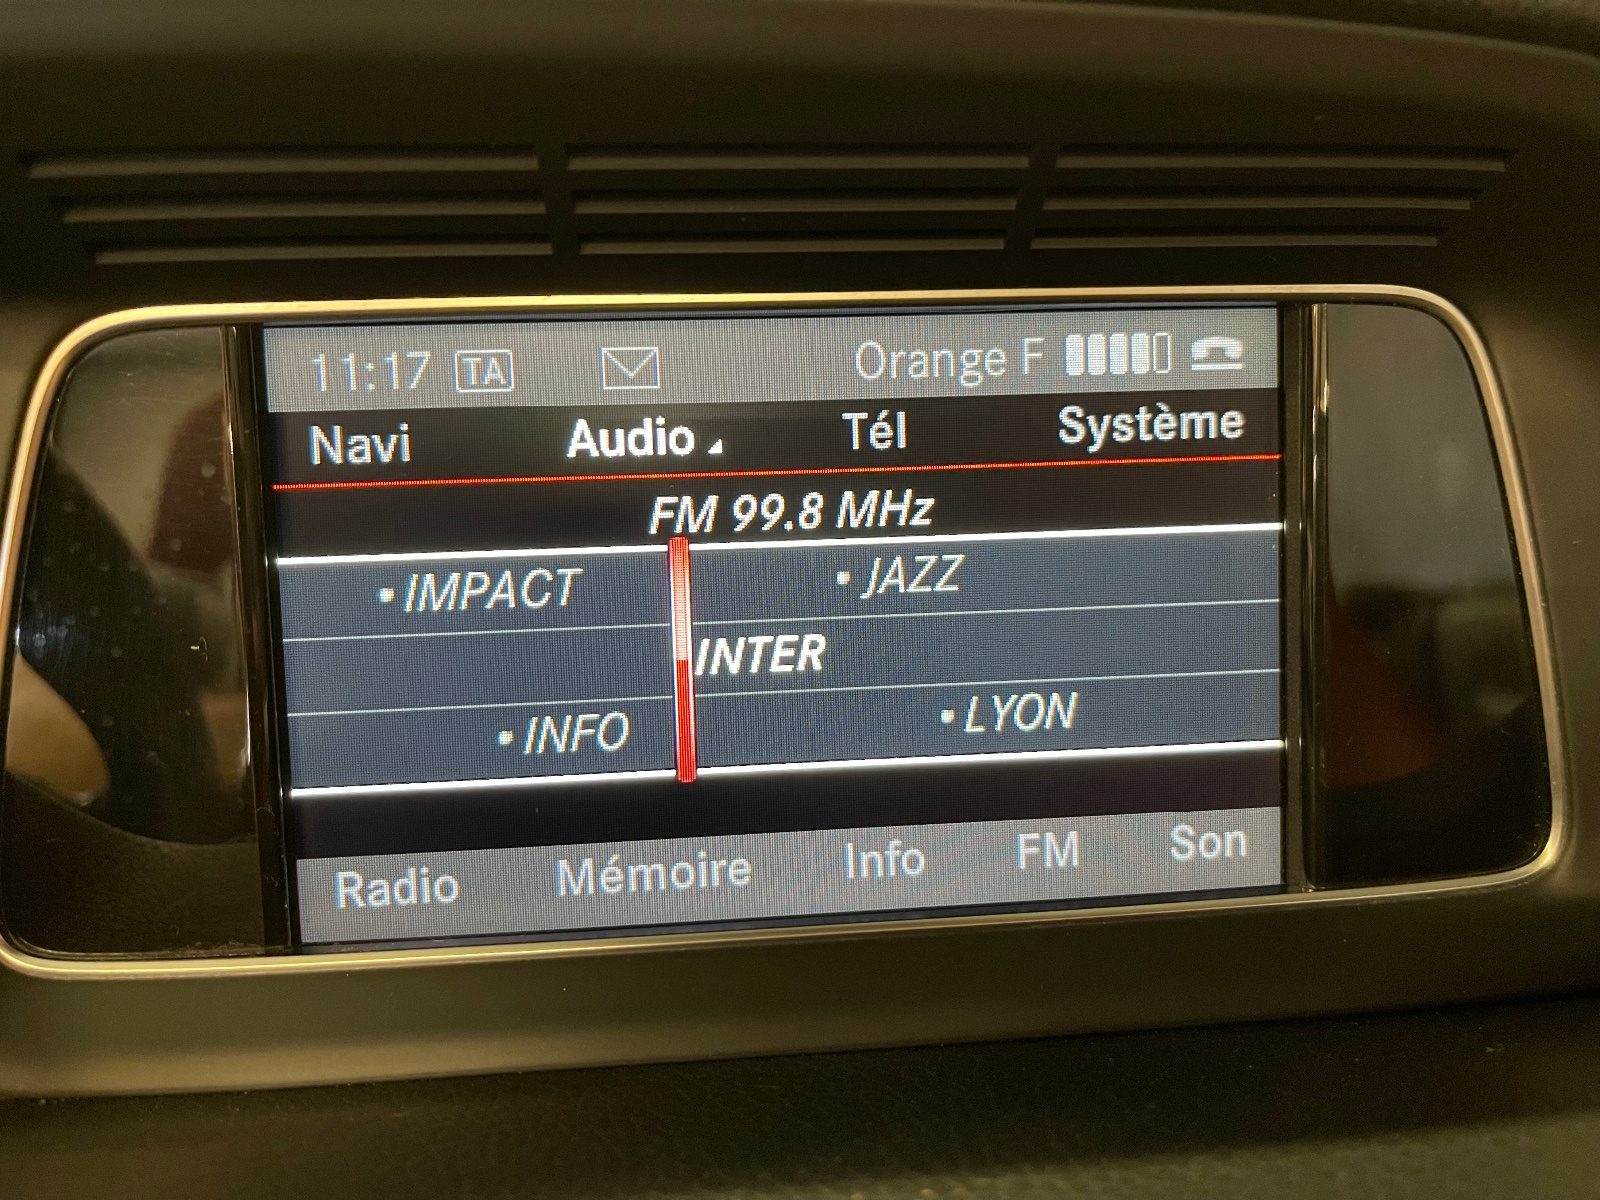 11:17 TA Orange F
Navi Audio Tél Système
FM 99.8 MHz
• IMPACT • JAZZ
INTER
• INFO • LYON
Radio Mémoire Info FM Son